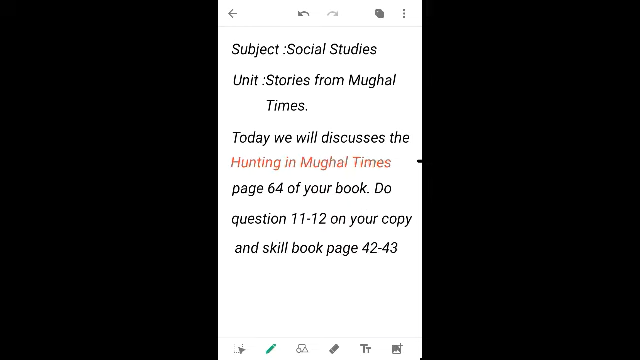 Subject :Social Studies
Unit :Stories from Mughal
Times.
Today we will discusses the
Hunting in Mughal Times
page 64 of your book. Do
question 11-12 on your copy
and skill book page 42-43
TT